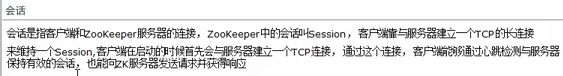 会话
会话是指客户端和ZooKeeper服务器的连接，ZooKeeper中的会话叫Session，客户端靠与服务器建立一个TCP的长连接
来维持一个Session,客户端在启动的时候首先会与服务器建立一个TCP连接，通过这个连接，客户端能够通过心跳检测与服务器
保持有效的会话，也能向ZK服务器发送请求并获得响应